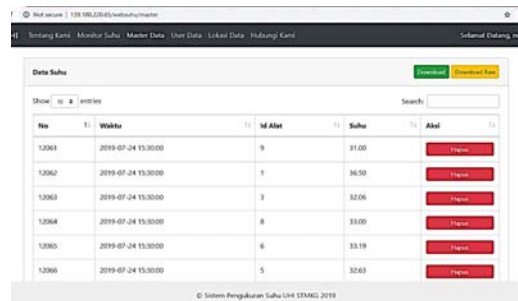 Not secure | 139.180.220.65/websuhu/master
Tentang Kami Monitor Suhu Master Data User Data Lokasi Data Hubungi Kami Selamat Datang,
Data Suhu Download Download Raw
Show 10 entries Search:
No Waktu Id Alat Suhu Aksi
12061 2019-07-24 15:30:00 9 31.00 Hapus
12062 2019-07-24 15:30:00 1 36.50 Hapus
12063 2019-07-24 15:30:00 3 32.06 Hapus
12064 2019-07-24 15:30:00 8 33.00 Hapus
12065 2019-07-24 15:30:00 6 33.19 Hapus
12066 2019-07-24 15:30:00 5 32.63 Hapus
© Sistem Pengukuran Suhu UHI STMKG 2019